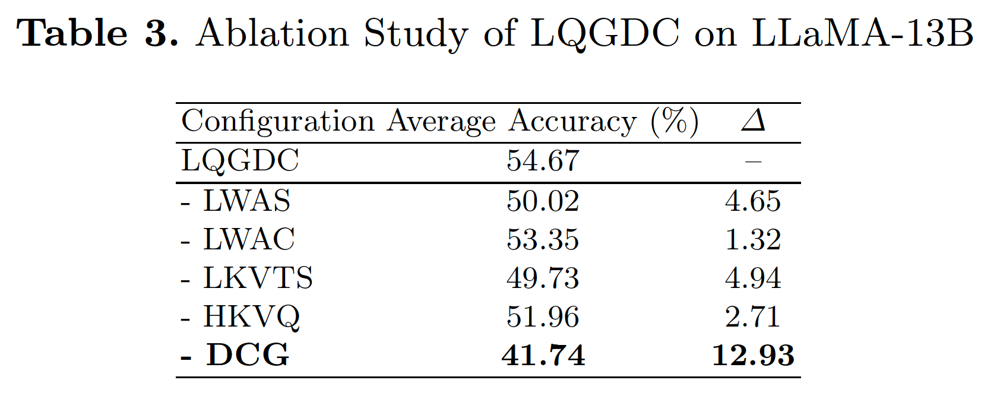 Table 3. Ablation Study of LQGDC on LLaMA-13B
Configuration Average Accuracy (%) Δ
LQGDC 54.67 –
- LWAS 50.02 4.65
- LWAC 53.35 1.32
- LKVTS 49.73 4.94
- HKVQ 51.96 2.71
- DCG 41.74 12.93